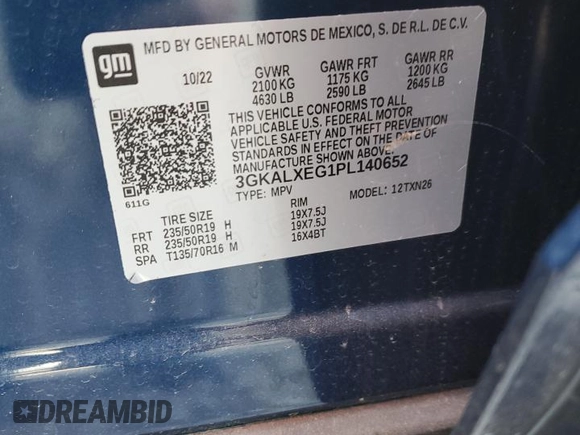 MFD BY GENERAL MOTORS DE MEXICO, S. DE R.L. DE C.V.
gm
10/22 GVWR GAWR FRT GAWR RR
2100 KG 1175 KG 1200 KG
4630 LB 2590 LB 2645 LB
THIS VEHICLE CONFORMS TO ALL
APPLICABLE U.S. FEDERAL MOTOR
VEHICLE SAFETY AND THEFT PREVENTION
STANDARDS IN EFFECT ON THE DATE OF
MANUFACTURE SHOWN ABOVE.
3GKALXEG1PL140652
TYPE: MPV MODEL: 12TXN26
611G
TIRE SIZE RIM
FRT 235/50R19 H 19X7.5J
RR 235/50R19 H 19X7.5J
SPA T135/70R16 M 16X4BT
DREAMBID